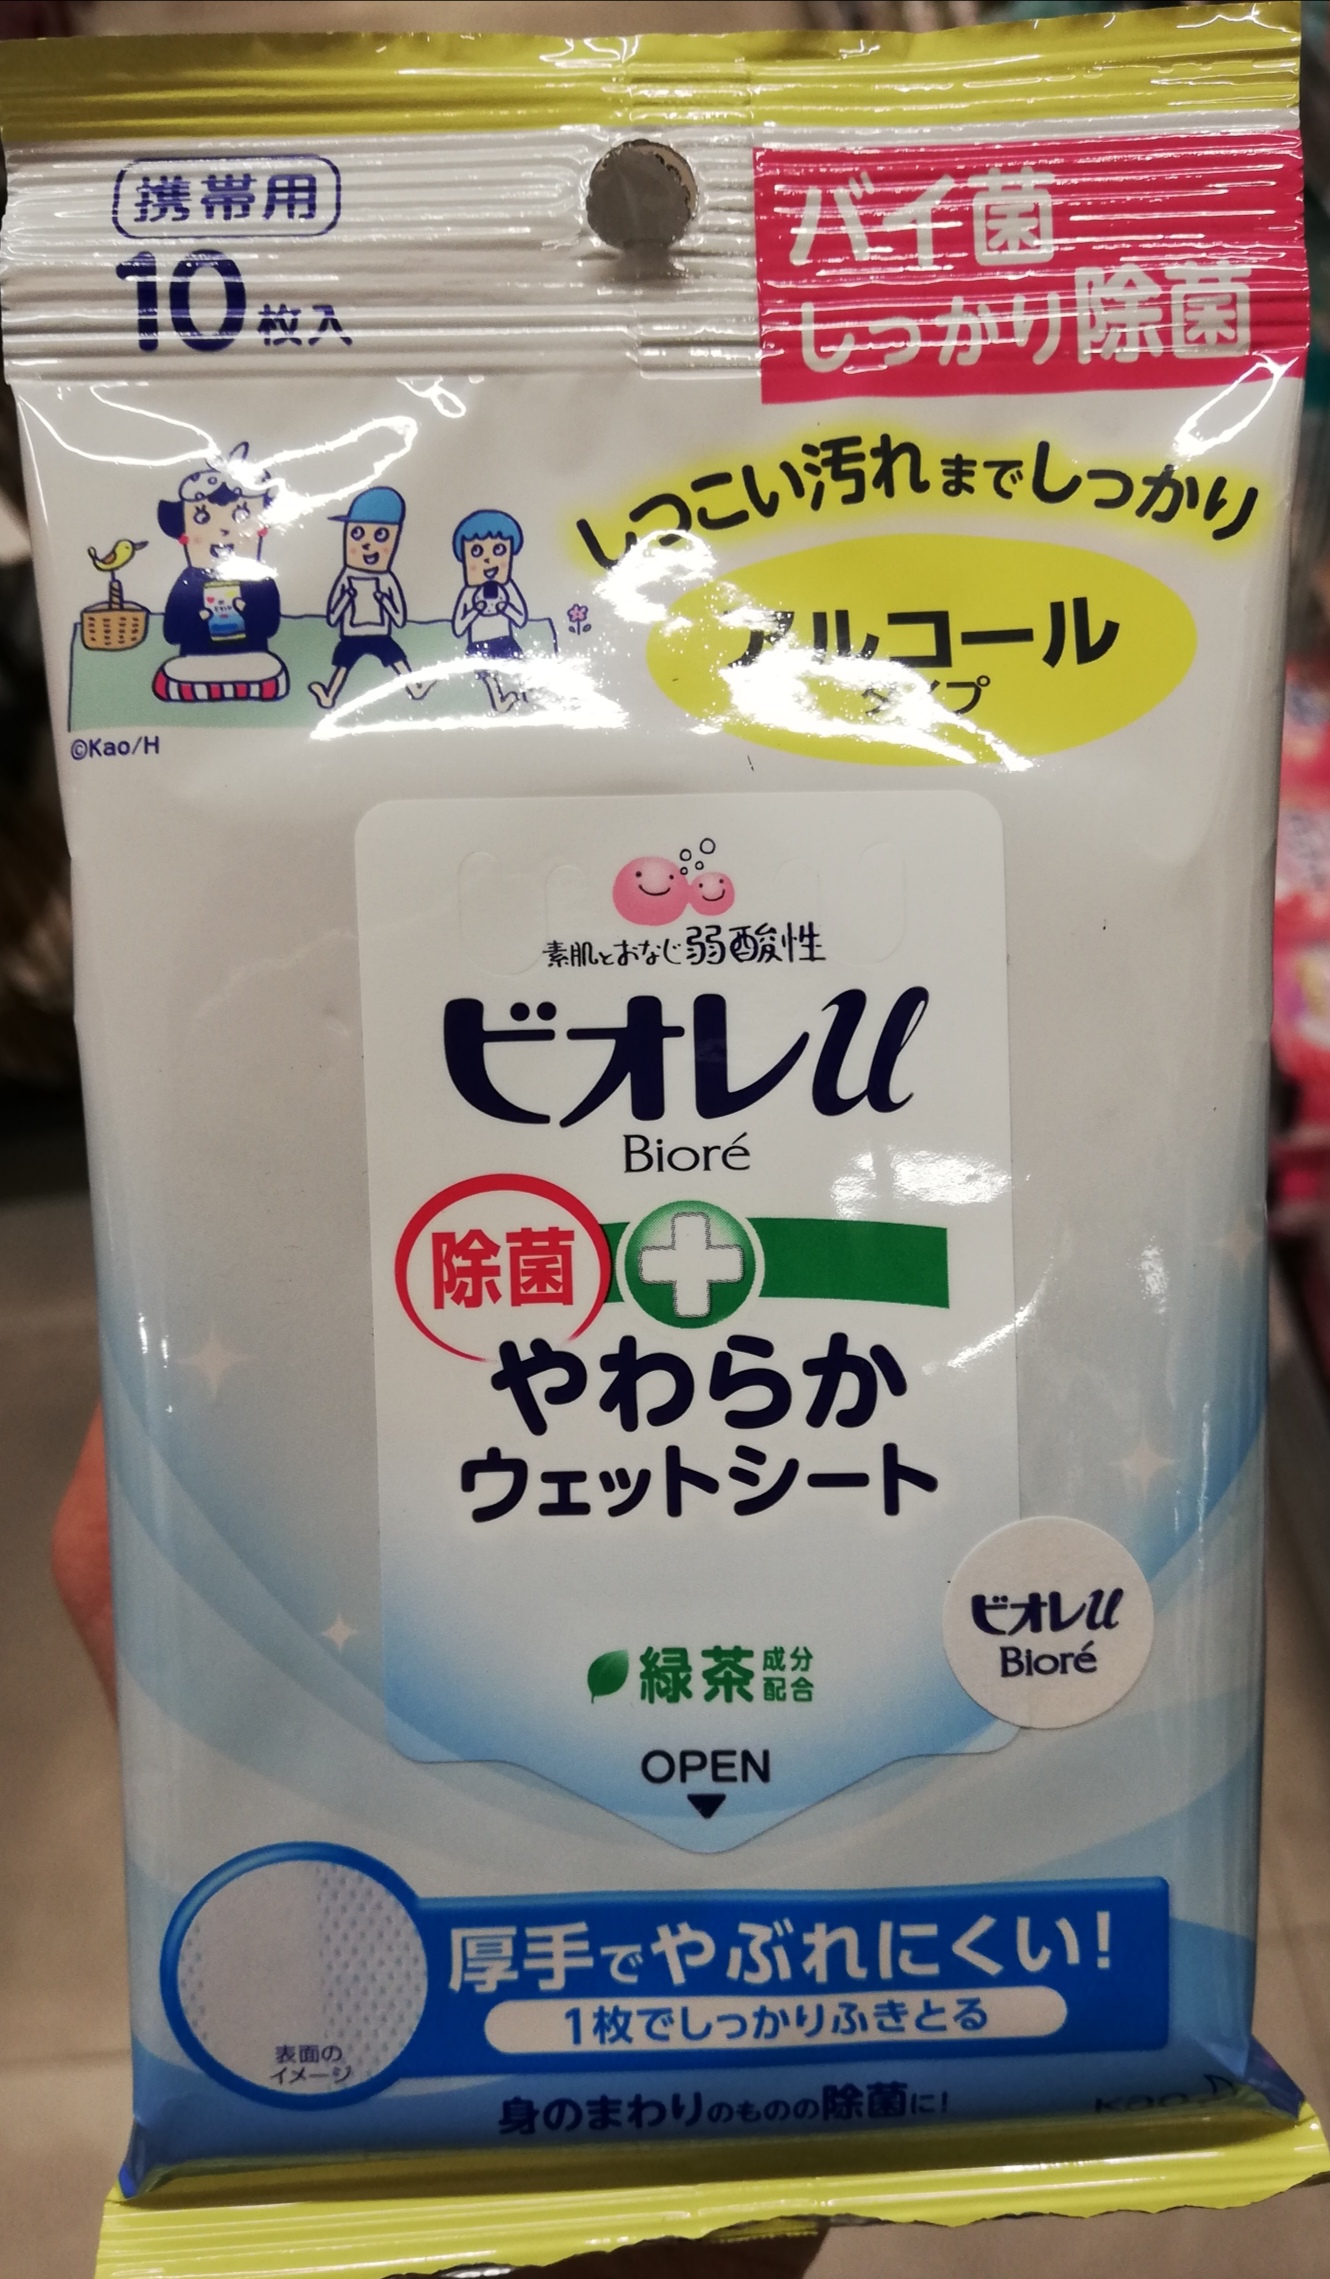 携帯用
10枚入
バイ菌
しっかり除菌
しつこい汚れまでしっかり
アルコール
タイプ
©Kao/H
素肌とおなじ弱酸性
ビオレu
Bioré
除菌
やわらか
ウェットシート
ビオレu
Bioré
緑茶成分
配合
OPEN
厚手でやぶれにくい!
1枚でしっかりふきとる
表面の
イメージ
身のまわりのものの除菌に!
Kao